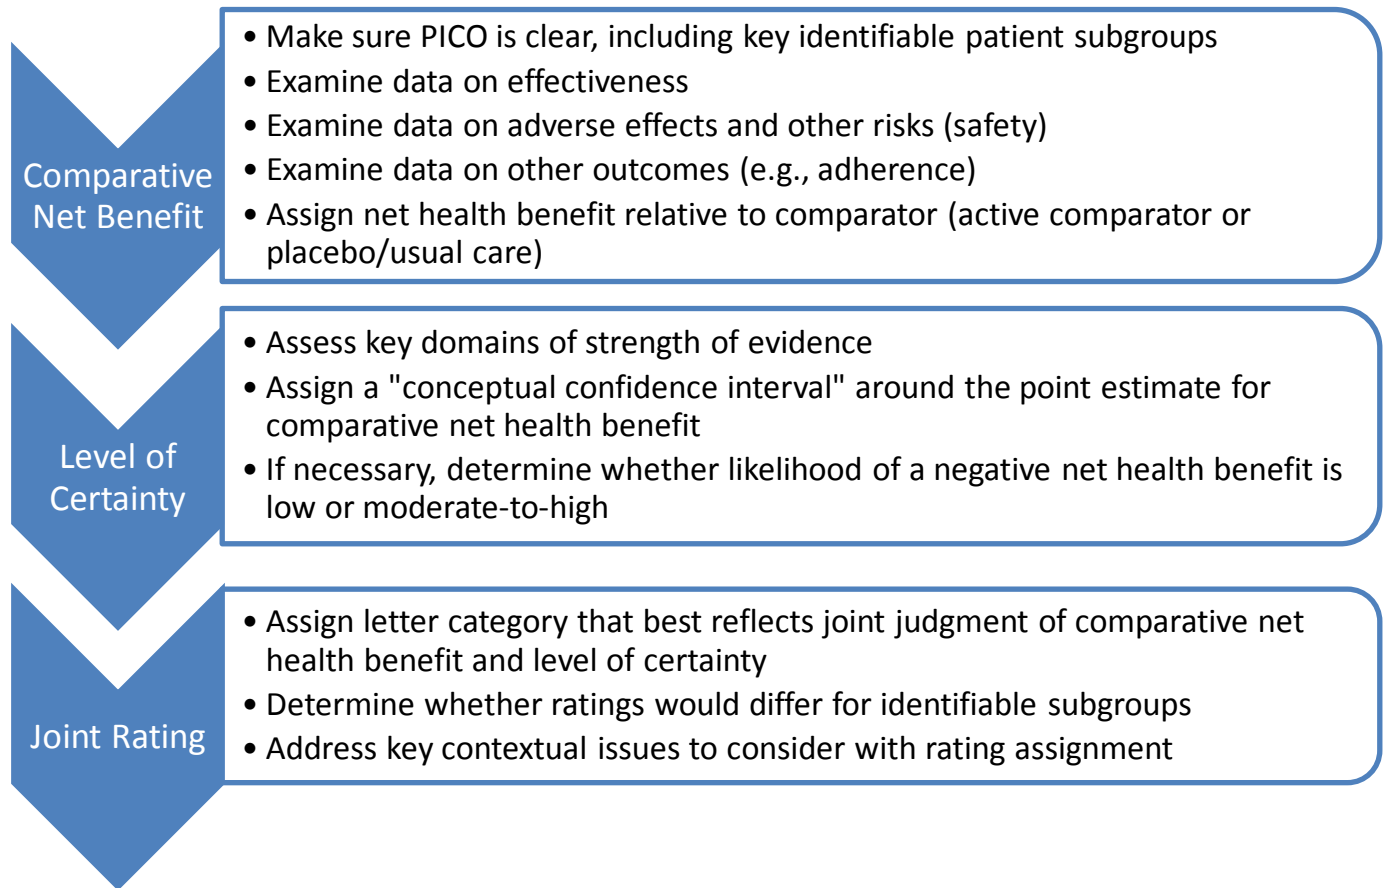 Comparative
Net Benefit
• Make sure PICO is clear, including key identifiable patient subgroups
• Examine data on effectiveness
• Examine data on adverse effects and other risks (safety)
• Examine data on other outcomes (e.g., adherence)
• Assign net health benefit relative to comparator (active comparator or
placebo/usual care)
Level of
Certainty
• Assess key domains of strength of evidence
• Assign a "conceptual confidence interval" around the point estimate for
comparative net health benefit
• If necessary, determine whether likelihood of a negative net health benefit is
low or moderate-to-high
Joint Rating
• Assign letter category that best reflects joint judgment of comparative net
health benefit and level of certainty
• Determine whether ratings would differ for identifiable subgroups
• Address key contextual issues to consider with rating assignment